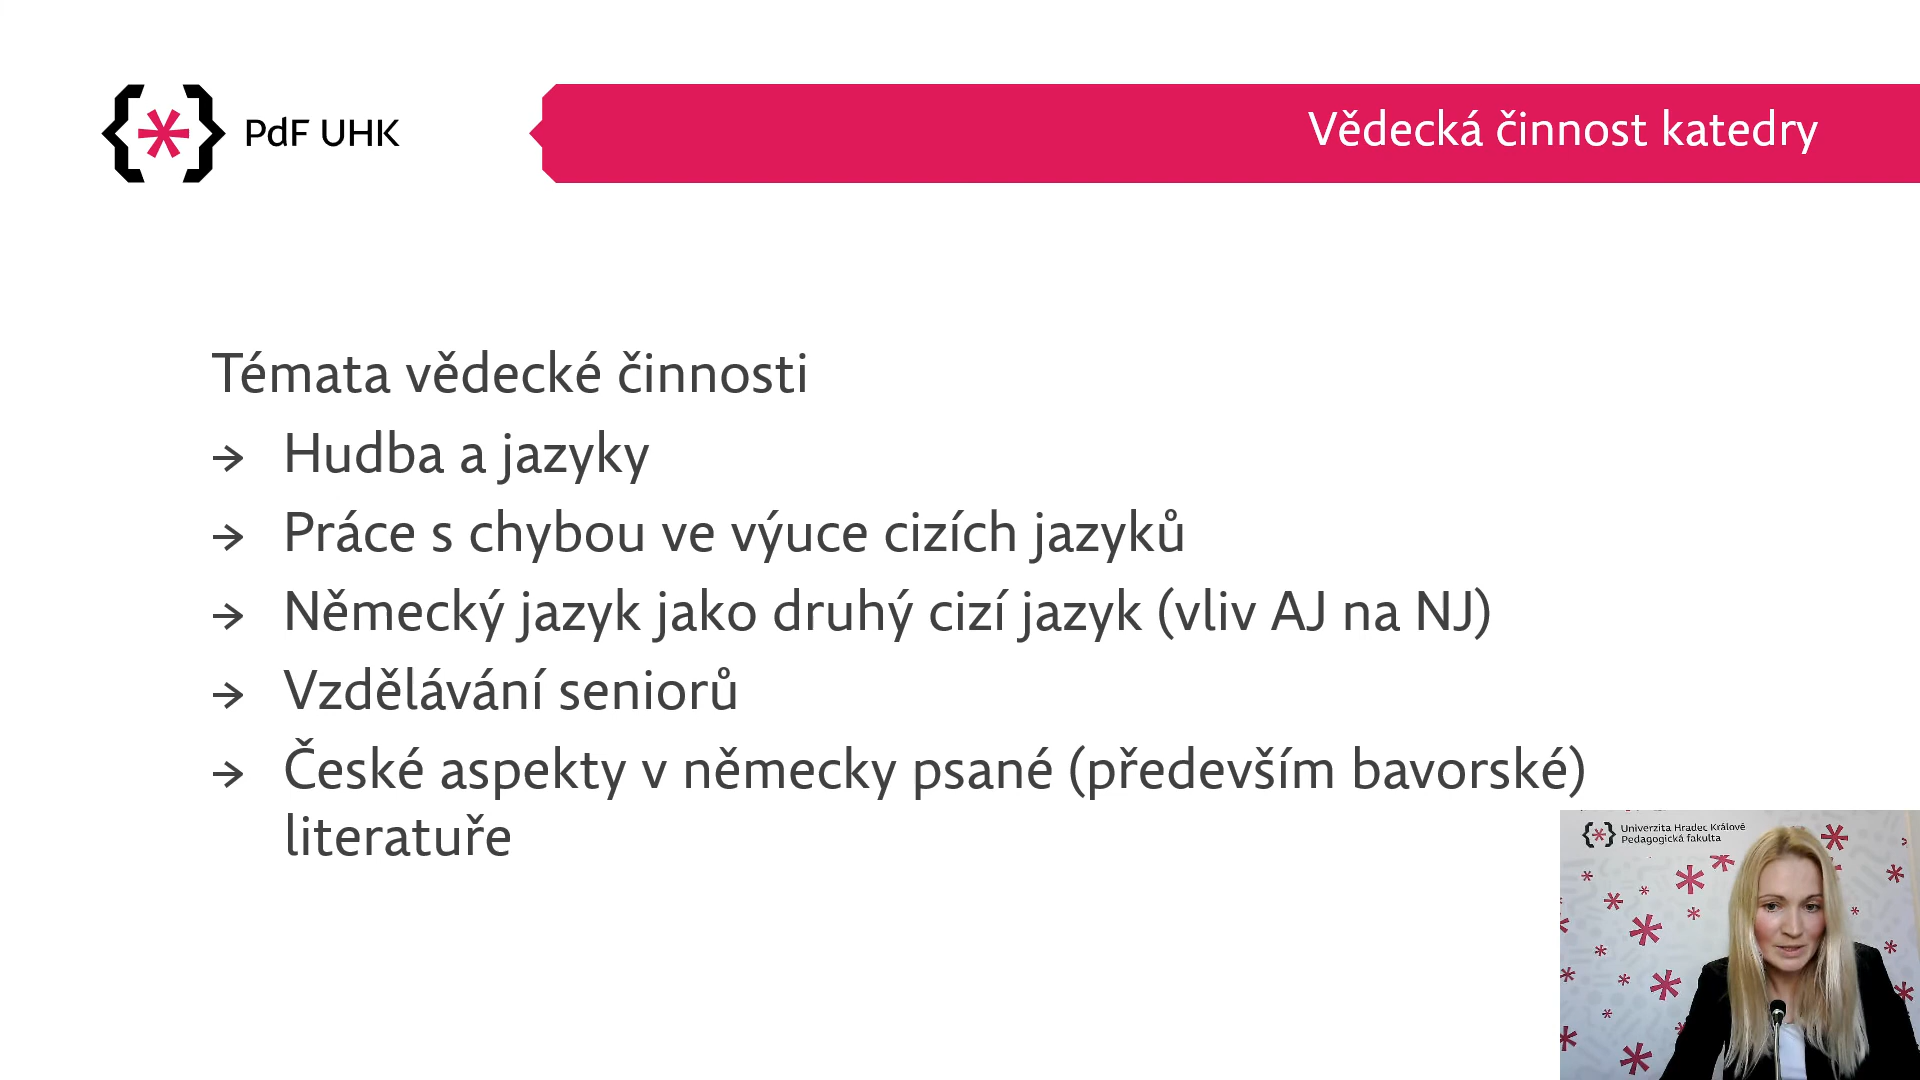 PdF UHK
Vědecká činnost katedry
Témata vědecké činnosti
→ Hudba a jazyky
→ Práce s chybou ve výuce cizích jazyků
→ Německý jazyk jako druhý cizí jazyk (vliv AJ na NJ)
→ Vzdělávání seniorů
→ České aspekty v německy psané (především bavorské)
literatuře
Univerzita Hradec Králové
Pedagogická fakulta